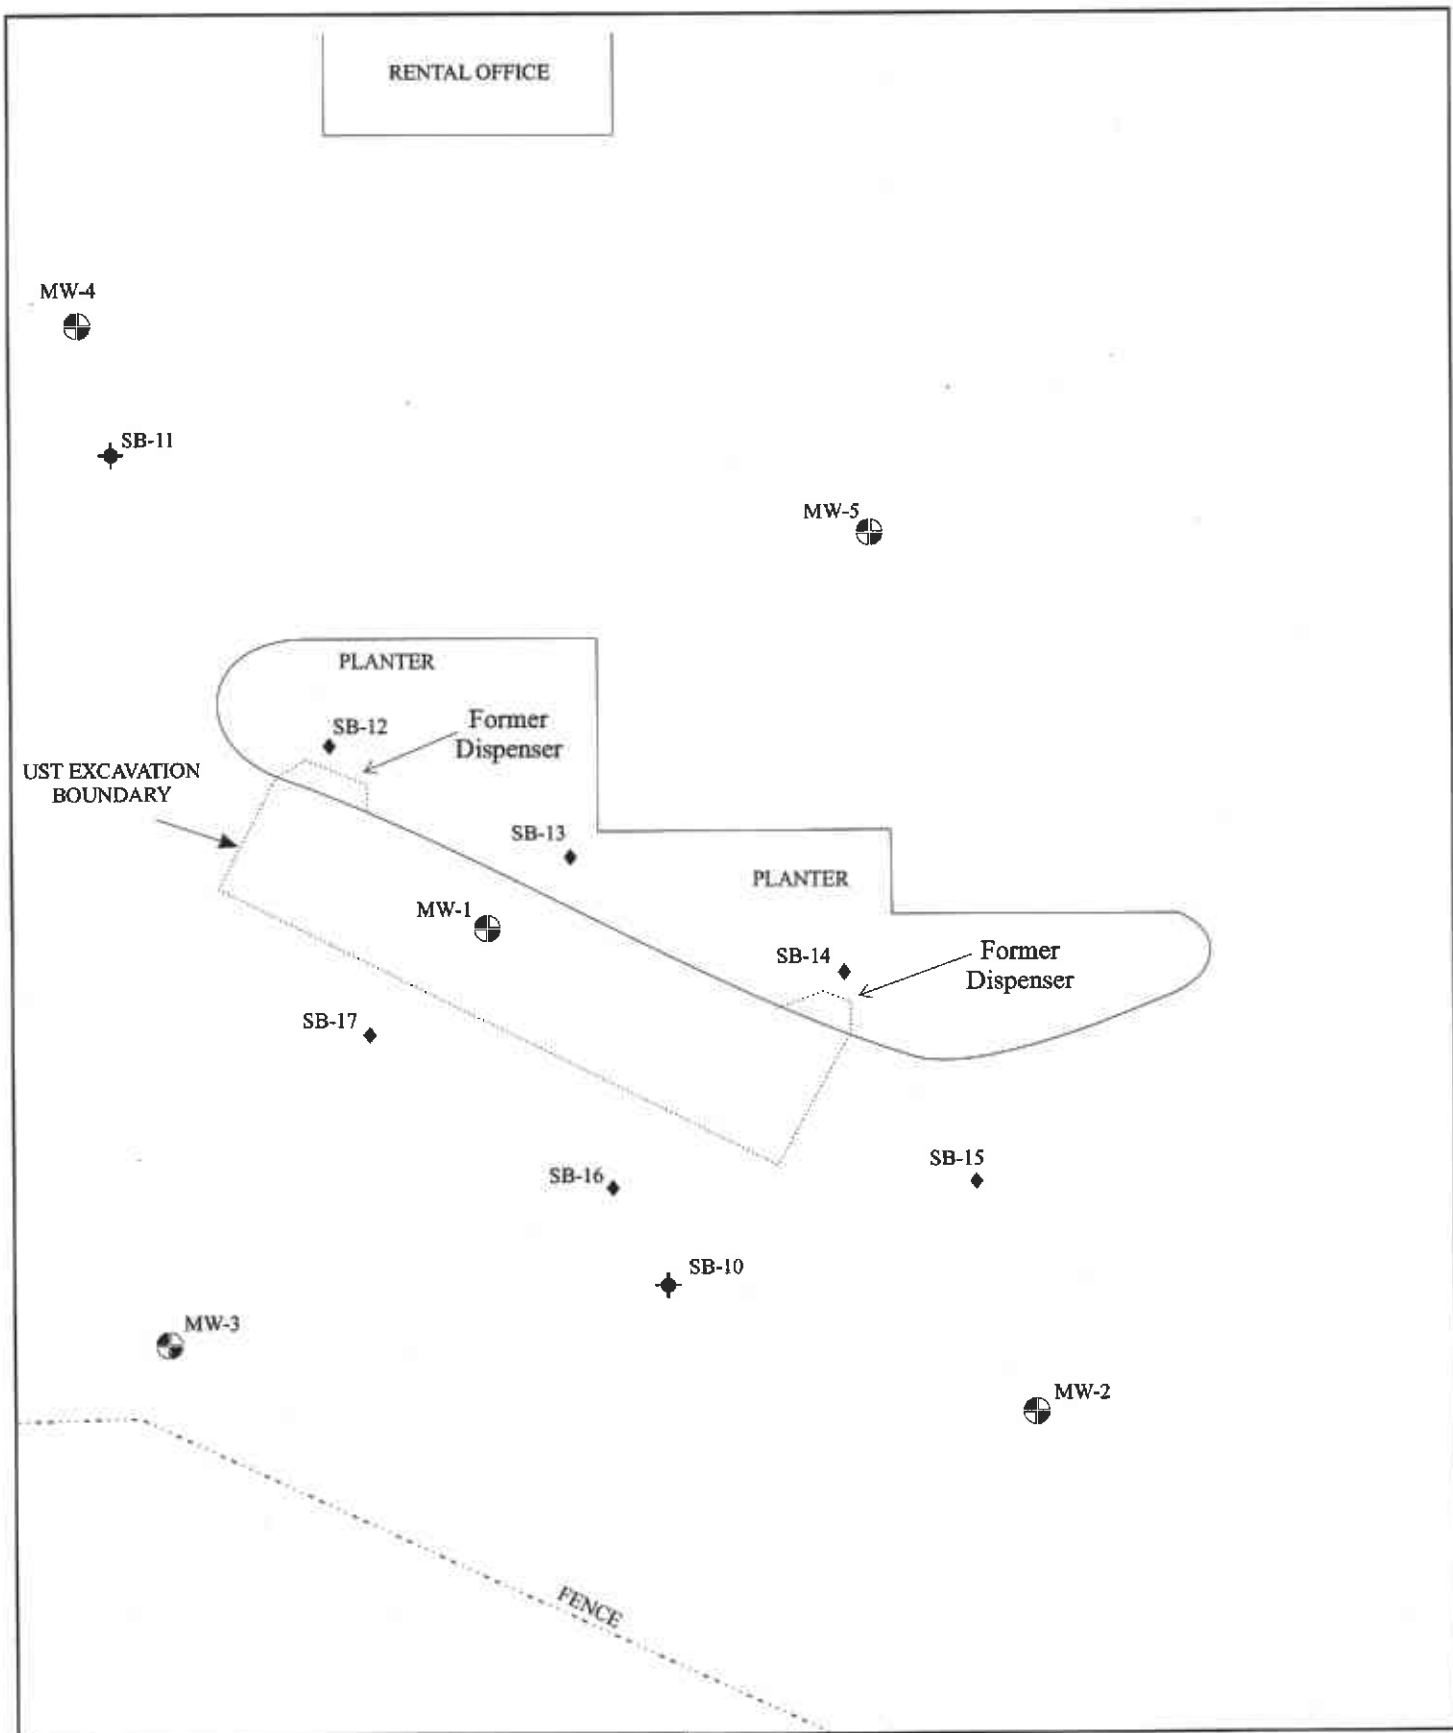 RENTAL OFFICE
MW-4
SB-11
MW-5
PLANTER
SB-12
Former
Dispenser
UST EXCAVATION
BOUNDARY
SB-13
PLANTER
MW-1
SB-14
Former
Dispenser
SB-17
SB-15
SB-16
SB-10
MW-3
MW-2
FENCE